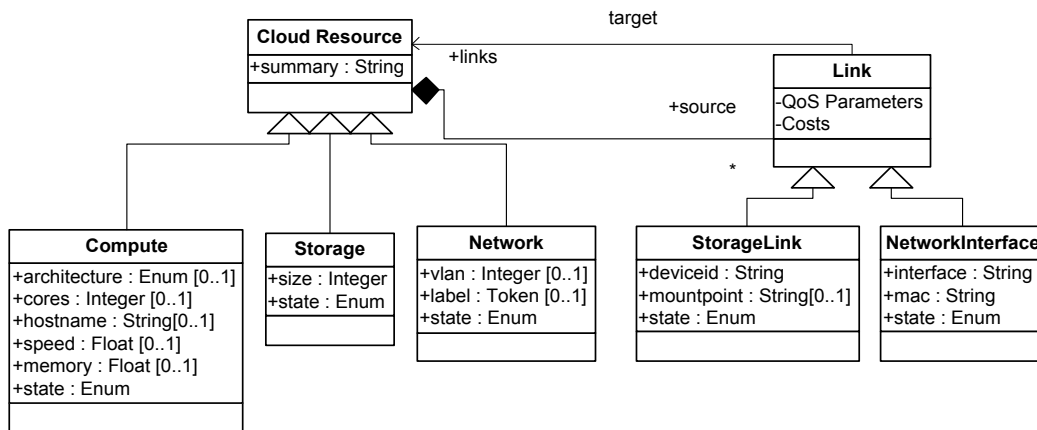 target
Cloud Resource
+summary : String
+links
Link
-QoS Parameters
-Costs
+source
*
Compute
+architecture : Enum [0..1]
+cores : Integer [0..1]
+hostname : String[0..1]
+speed : Float [0..1]
+memory : Float [0..1]
+state : Enum
Storage
+size : Integer
+state : Enum
Network
+vlan : Integer [0..1]
+label : Token [0..1]
+state : Enum
StorageLink
+deviceid : String
+mountpoint : String[0..1]
+state : Enum
NetworkInterface
+interface : String
+mac : String
+state : Enum